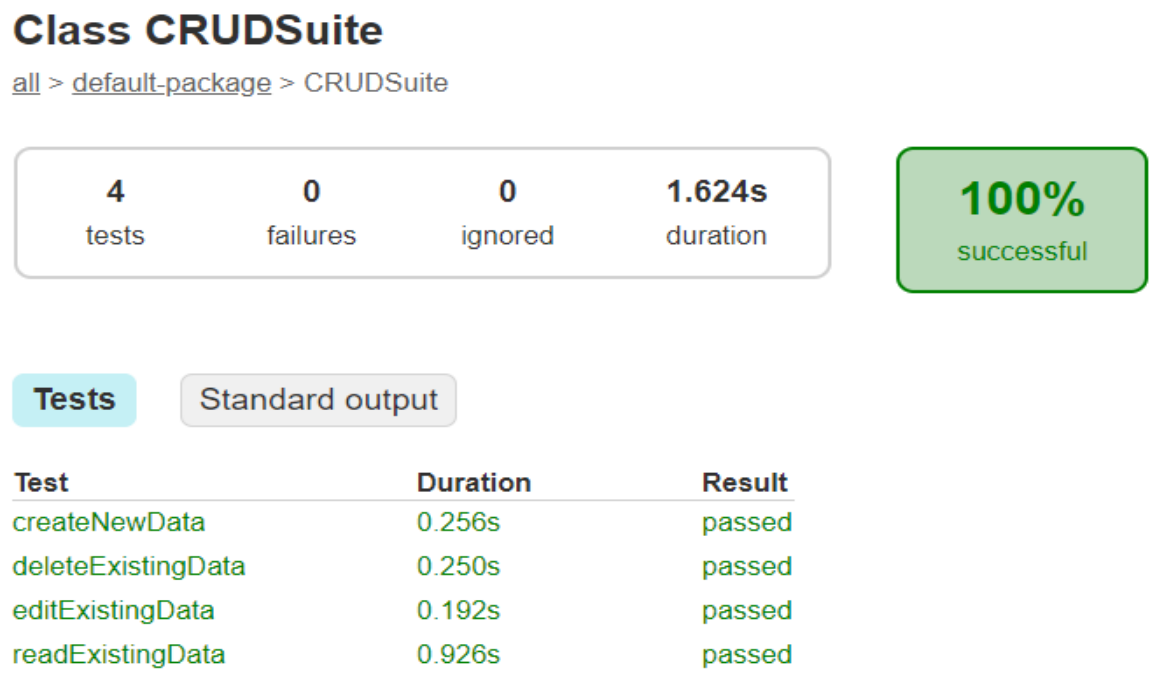 Class CRUDSuite
all > default-package > CRUDSuite
4 0 0 1.624s
tests failures ignored duration
100%
successful
Tests Standard output
Test Duration Result
createNewData 0.256s passed
deleteExistingData 0.250s passed
editExistingData 0.192s passed
readExistingData 0.926s passed